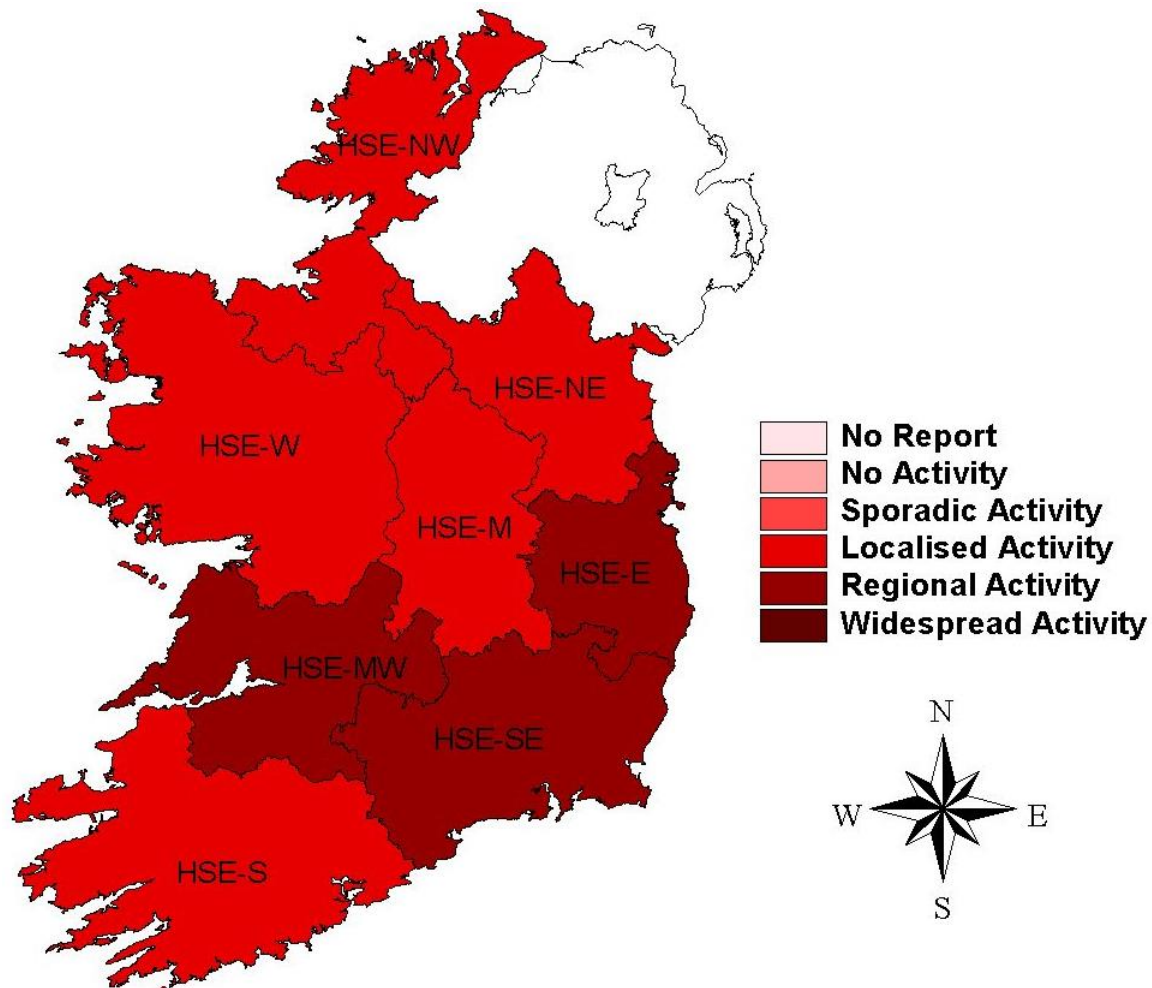 HSE-NW
HSE-NE
HSE-W
HSE-M
HSE-E
HSE-MW
HSE-SE
HSE-S
No Report
No Activity
Sporadic Activity
Localised Activity
Regional Activity
Widespread Activity
N
W E
S